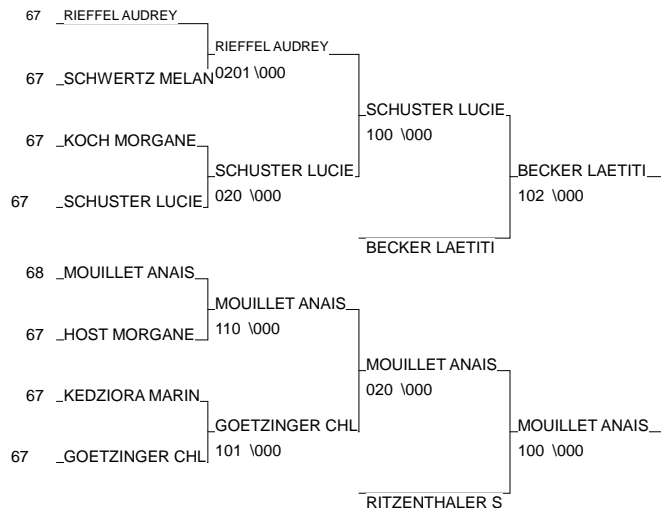 67 RIEFFEL AUDREY
RIEFFEL AUDREY
67 SCHWERTZ MELAN
0201 \000
SCHUSTER LUCIE
67 KOCH MORGANE
100 \000
SCHUSTER LUCIE
BECKER LAETITI
67 SCHUSTER LUCIE
020 \000
102 \000
BECKER LAETITI
68 MOUILLET ANAIS
MOUILLET ANAIS
67 HOST MORGANE
110 \000
MOUILLET ANAIS
67 KEDZIORA MARIN
020 \000
GOETZINGER CHL
MOUILLET ANAIS
67 GOETZINGER CHL
101 \000
100 \000
RITZENTHALER S